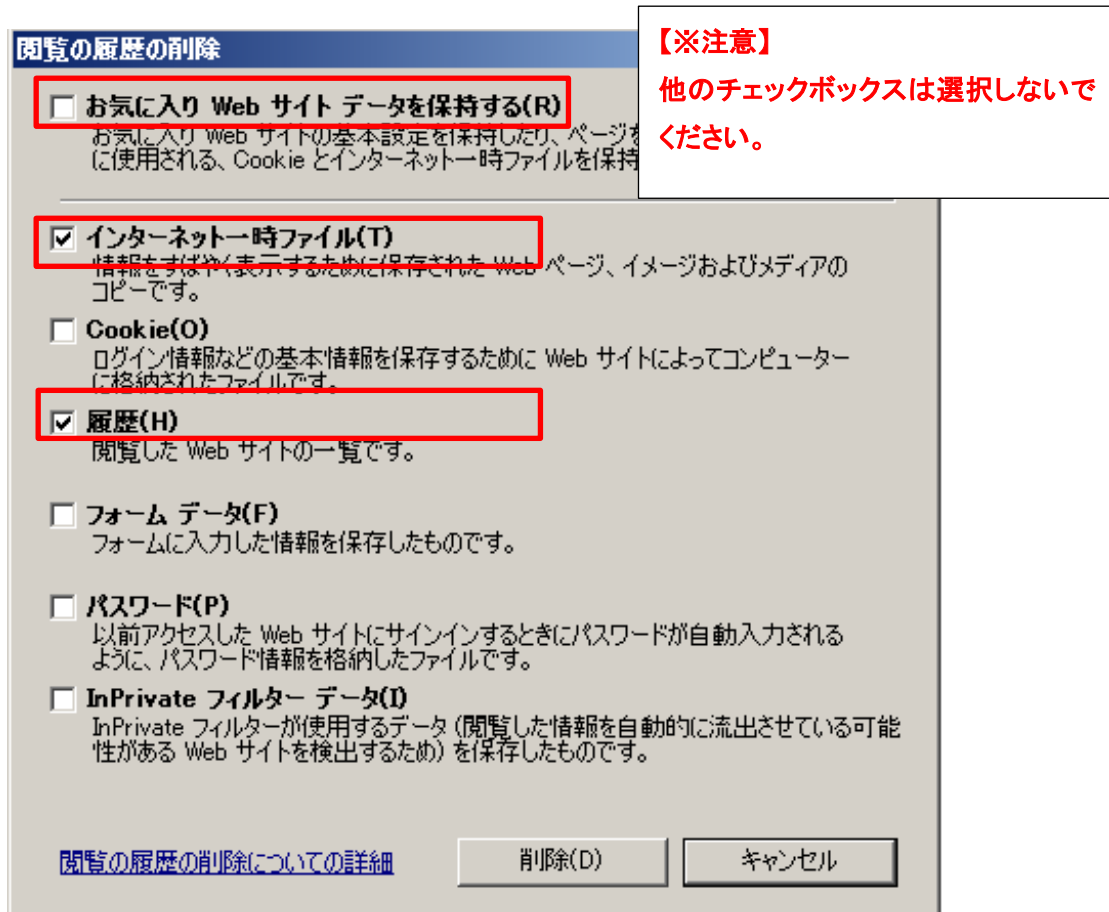 閲覧の履歴の削除
【※注意】
他のチェックボックスは選択しないで
ください。
お気に入り Web サイト データを保持する(R)
お気に入り Web サイトの基本設定を保持したり、ページを
に使用される、Cookie とインターネット一時ファイルを保持
インターネット一時ファイル(T)
情報をすばやく表示するために保存された Web ページ、イメージおよびメディアの
コピーです。
Cookie(O)
ログイン情報などの基本情報を保存するために Web サイトによってコンピューター
に格納されたファイルです。
履歴(H)
閲覧した Web サイトの一覧です。
フォーム データ(F)
フォームに入力した情報を保存したものです。
パスワード(P)
以前アクセスした Web サイトにサインインするときにパスワードが自動入力される
ように、パスワード情報を格納したファイルです。
InPrivate フィルター データ(I)
InPrivate フィルターが使用するデータ (閲覧した情報を自動的に流出させている可能
性がある Web サイトを検出するため) を保存したものです。
閲覧の履歴の削除についての詳細
削除(D)
キャンセル